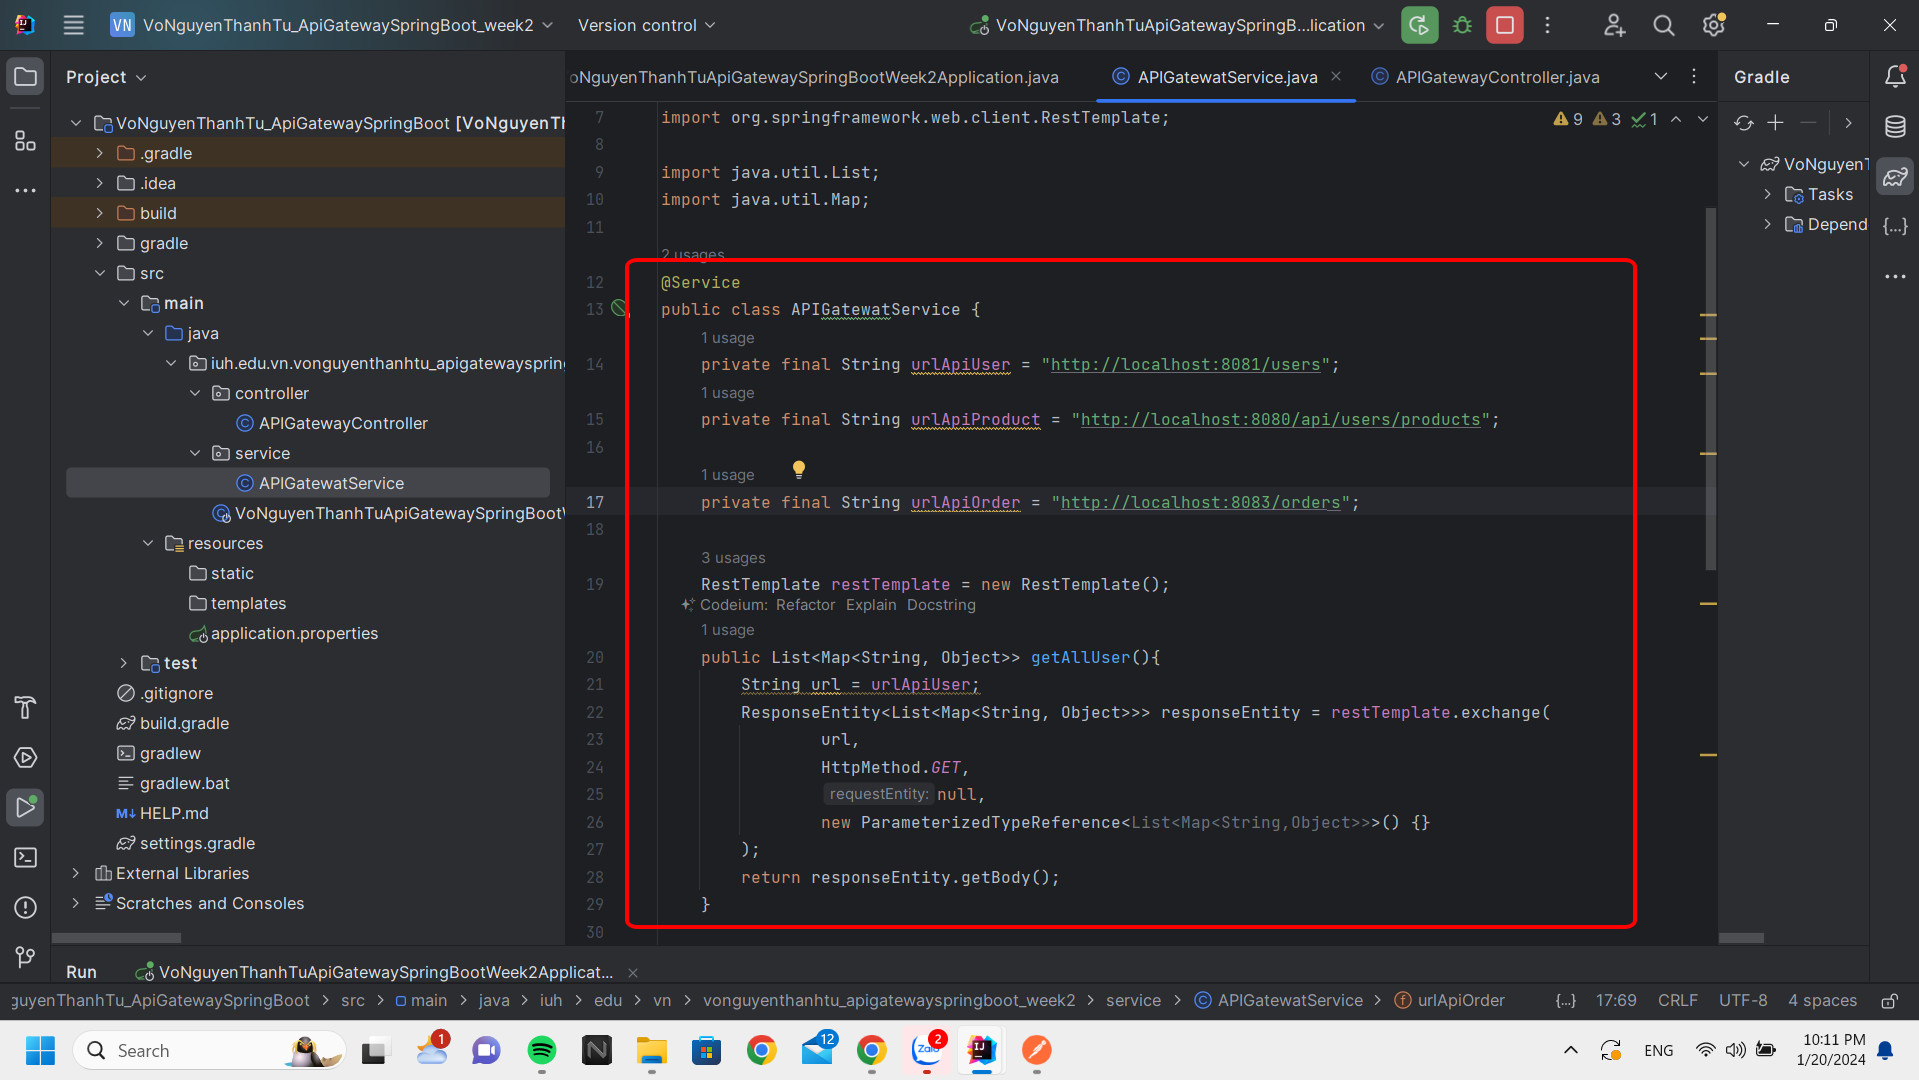 VN VoNguyenThanhTu_ApiGatewaySpringBoot_week2 Version control VoNguyenThanhTuApiGatewaySpringB...lication
Project
oNguyenThanhTuApiGatewaySpringBootWeek2Application.java APIGatewatService.java APIGatewayController.java Gradle
VoNguyenThanhTu_ApiGatewaySpringBoot [VoNguyenTh
.gradle
.idea
build
gradle
src
main
java
iuh.edu.vn.vonguyenthanhtu_apigatewayspring
controller
APIGatewayController
service
APIGatewatService
VoNguyenThanhTuApiGatewaySpringBootW
resources
static
templates
application.properties
test
.gitignore
build.gradle
gradlew
gradlew.bat
M↓ HELP.md
settings.gradle
External Libraries
Scratches and Consoles
7 import org.springframework.web.client.RestTemplate;
9 3 1
8
9 import java.util.List;
10 import java.util.Map;
11
2 usages
12 @Service
13 public class APIGatewatService {
1 usage
14 private final String urlApiUser = "http://localhost:8081/users";
1 usage
15 private final String urlApiProduct = "http://localhost:8080/api/users/products";
16
1 usage
17 private final String urlApiOrder = "http://localhost:8083/orders";
18
3 usages
19 RestTemplate restTemplate = new RestTemplate();
Codeium: Refactor Explain Docstring
1 usage
20 public List<Map<String, Object>> getAllUser(){
21 String url = urlApiUser;
22 ResponseEntity<List<Map<String, Object>>> responseEntity = restTemplate.exchange(
23 url,
24 HttpMethod.GET,
25 requestEntity: null,
26 new ParameterizedTypeReference<List<Map<String,Object>>>() {}
27 );
28 return responseEntity.getBody();
29 }
30
VoNguyenT
Tasks
Depend
{...}
Run VoNguyenThanhTuApiGatewaySpringBootWeek2Applicat...
guyenThanhTu_ApiGatewaySpringBoot > src > main > java > iuh > edu > vn > vonguyenthanhtu_apigatewayspringboot_week2 > service > APIGatewatService > urlApiOrder {...} 17:69 CRLF UTF-8 4 spaces
Search 1 12 Zalo 2 ENG
10:11 PM
1/20/2024